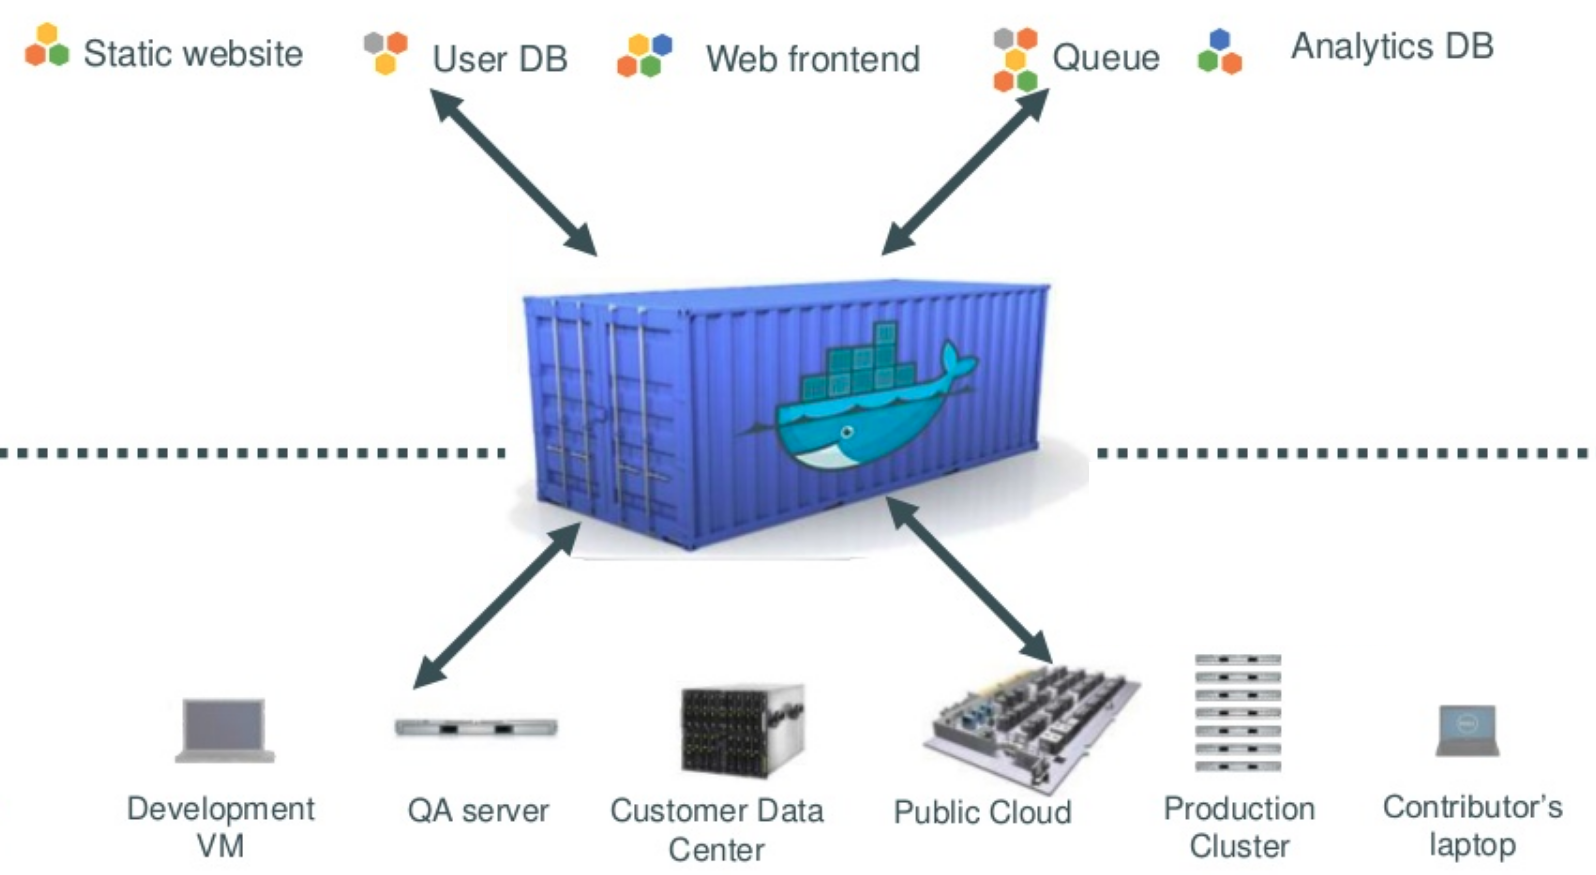 Static website
User DB
Web frontend
Queue
Analytics DB
Development
VM
QA server
Customer Data
Center
Public Cloud
Production
Cluster
Contributor's
laptop